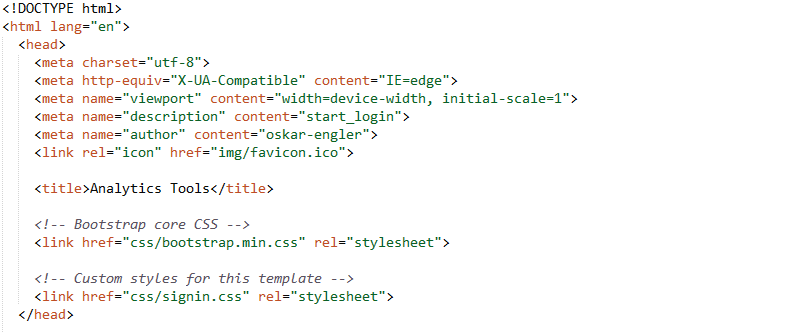 <!DOCTYPE html>
<html lang="en">
<head>
<meta charset="utf-8">
<meta http-equiv="X-UA-Compatible" content="IE=edge">
<meta name="viewport" content="width=device-width, initial-scale=1">
<meta name="description" content="start_login">
<meta name="author" content="oskar-engler">
<link rel="icon" href="img/favicon.ico">
<title>Analytics Tools</title>
<!-- Bootstrap core CSS -->
<link href="css/bootstrap.min.css" rel="stylesheet">
<!-- Custom styles for this template -->
<link href="css/signin.css" rel="stylesheet">
</head>